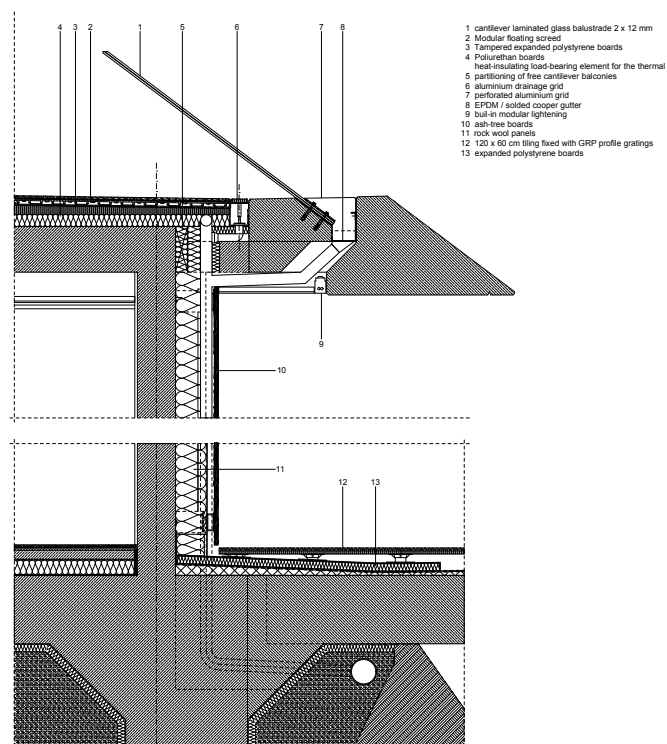 4 3 2 1 5 6 7 8
1 cantilever laminated glass balustrade 2 x 12 mm
2 Modular floating screed
3 Tampered expanded polystyrene boards
4 Poliurethan boards
heat-insulating load-bearing element for the thermal
5 partitioning of free cantilever balconies
6 aluminium drainage grid
7 perforated aluminium grid
8 EPDM / solded cooper gutter
9 buil-in modular lightening
10 ash-tree boards
11 rock wool panels
12 120 x 60 cm tiling fixed with GRP profile gratings
13 expanded polystyrene boards
9
10
11
12 13